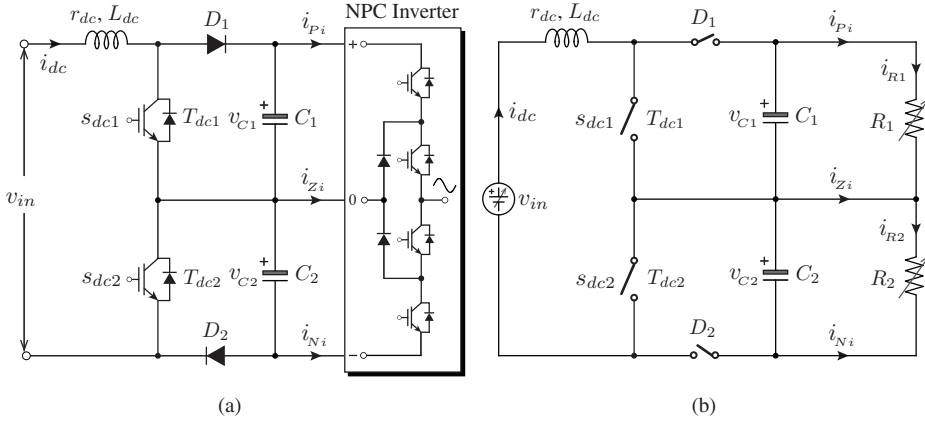 NPC Inverter
r_dc, L_dc
D_1
i_Pi
i_dc
+
s_dc1
T_dc1
v_C1
+
C_1
v_in
i_Zi
0
s_dc2
T_dc2
v_C2
+
C_2
D_2
i_Ni
−
(a)
r_dc, L_dc
D_1
i_Pi
i_R1
i_dc
s_dc1
T_dc1
v_C1
+
C_1
R_1
+
v_in
i_Zi
i_R2
s_dc2
T_dc2
v_C2
+
C_2
R_2
D_2
i_Ni
(b)